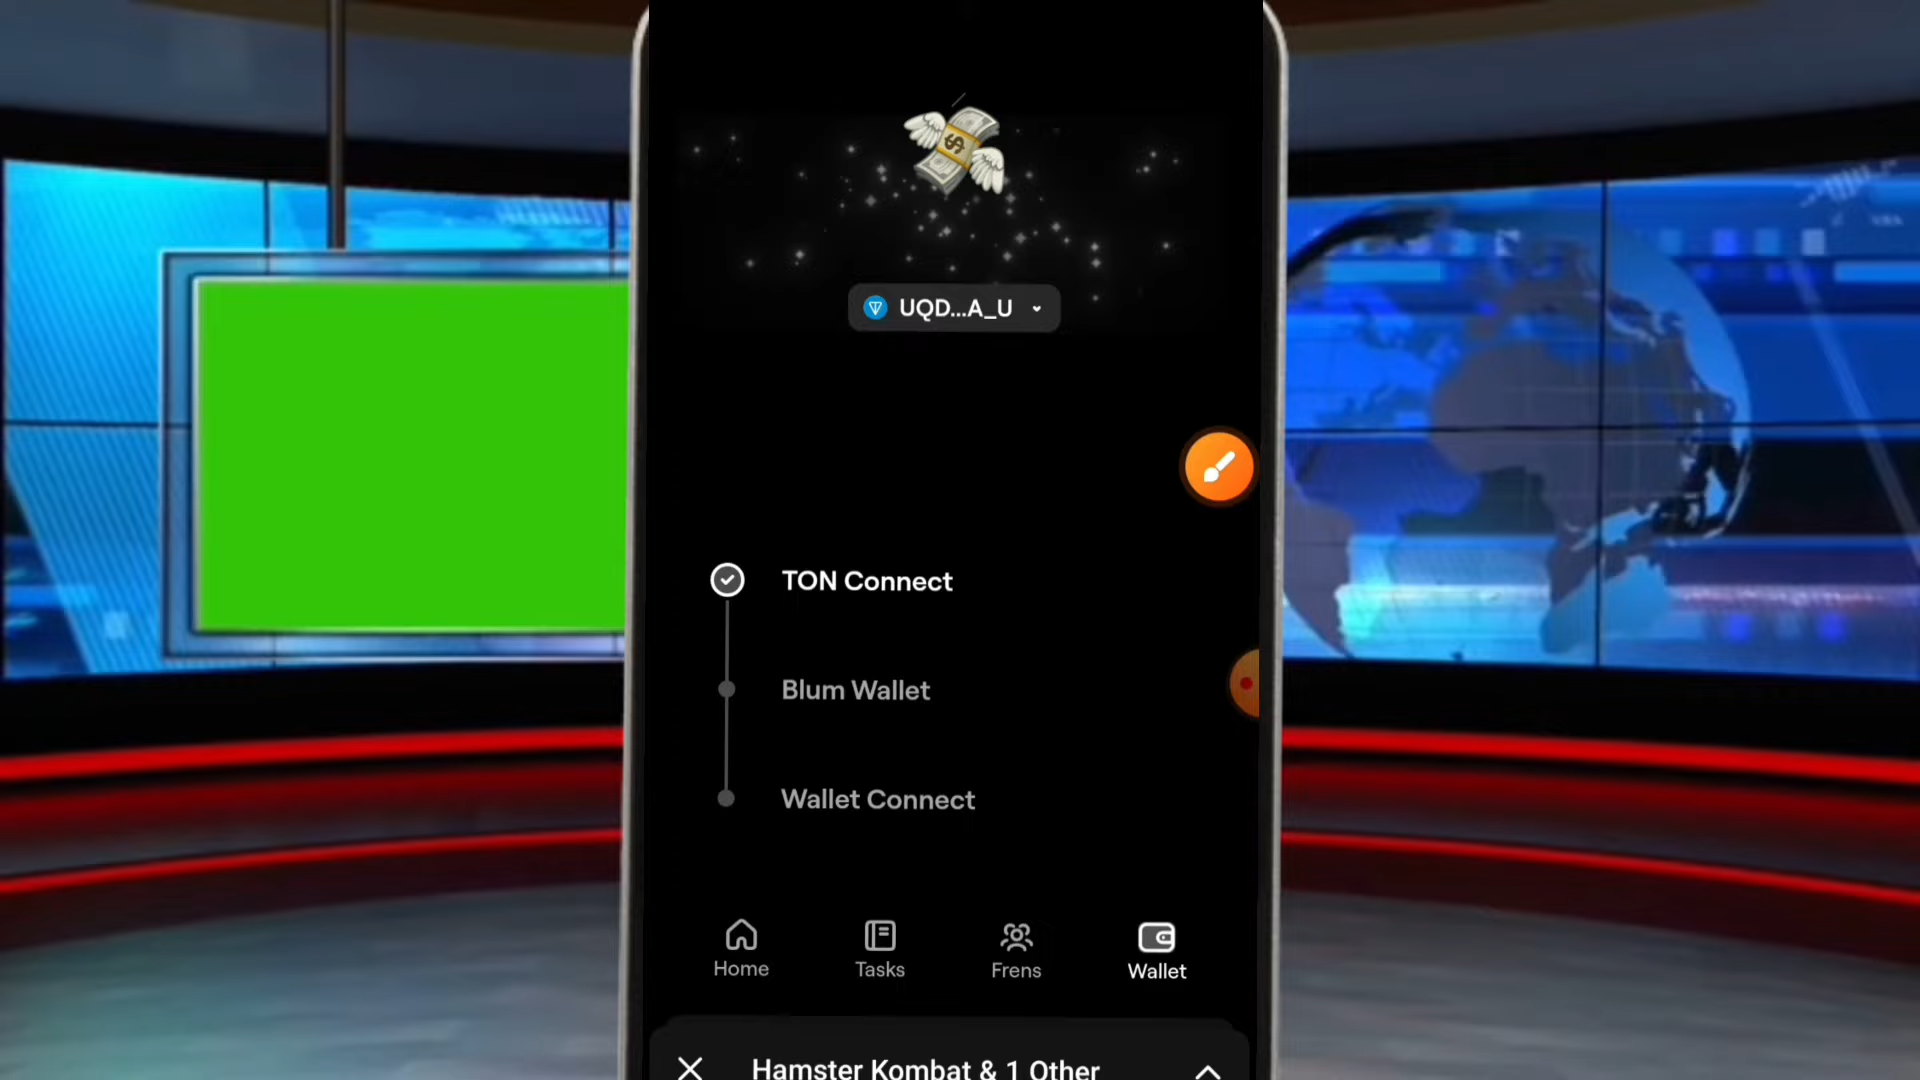 UQD...A_U
TON Connect
Blum Wallet
Wallet Connect
Home
Tasks
Frens
Wallet
Hamster Kombat & 1 Other